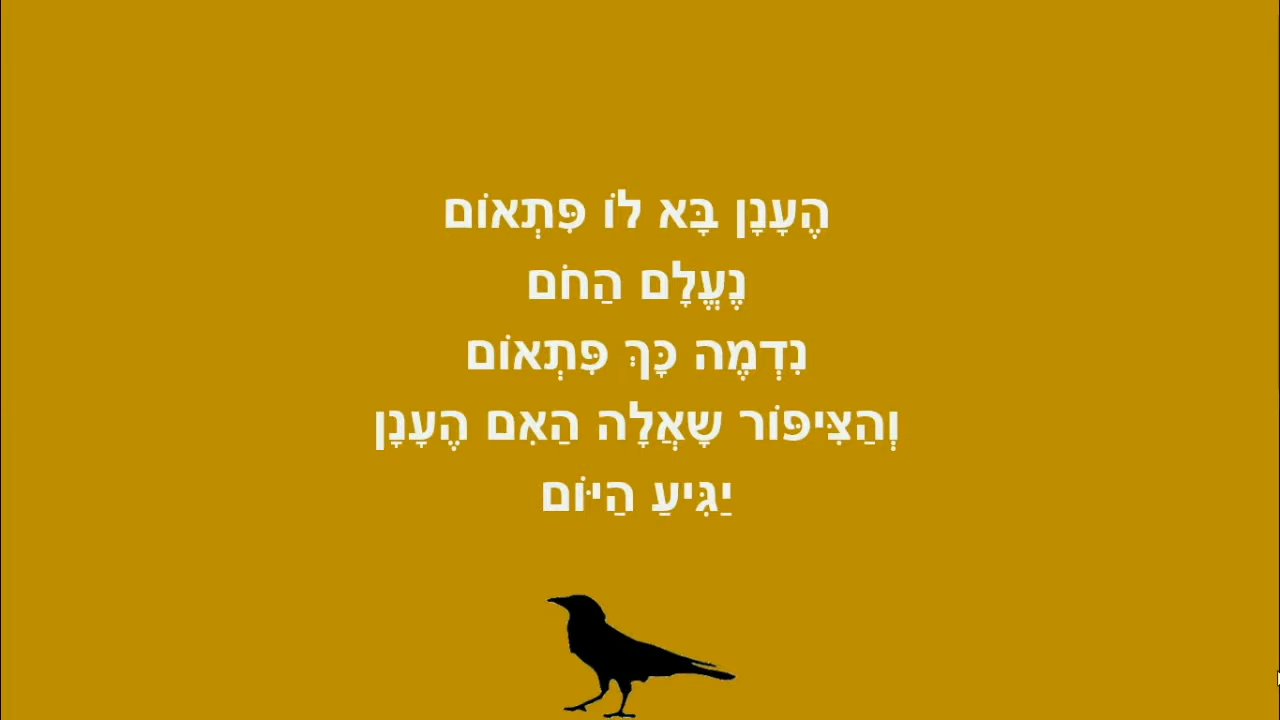 הֶעָנָן בָּא לוֹ פִּתְאוֹם
נֶעֱלָם הַחֹם
נִדְמֶה כָּךְ פִּתְאוֹם
וְהַצִּיפּוֹר שָׁאֲלָה הַאִם הֶעָנָן
יַגִּיעַ הַיּוֹם